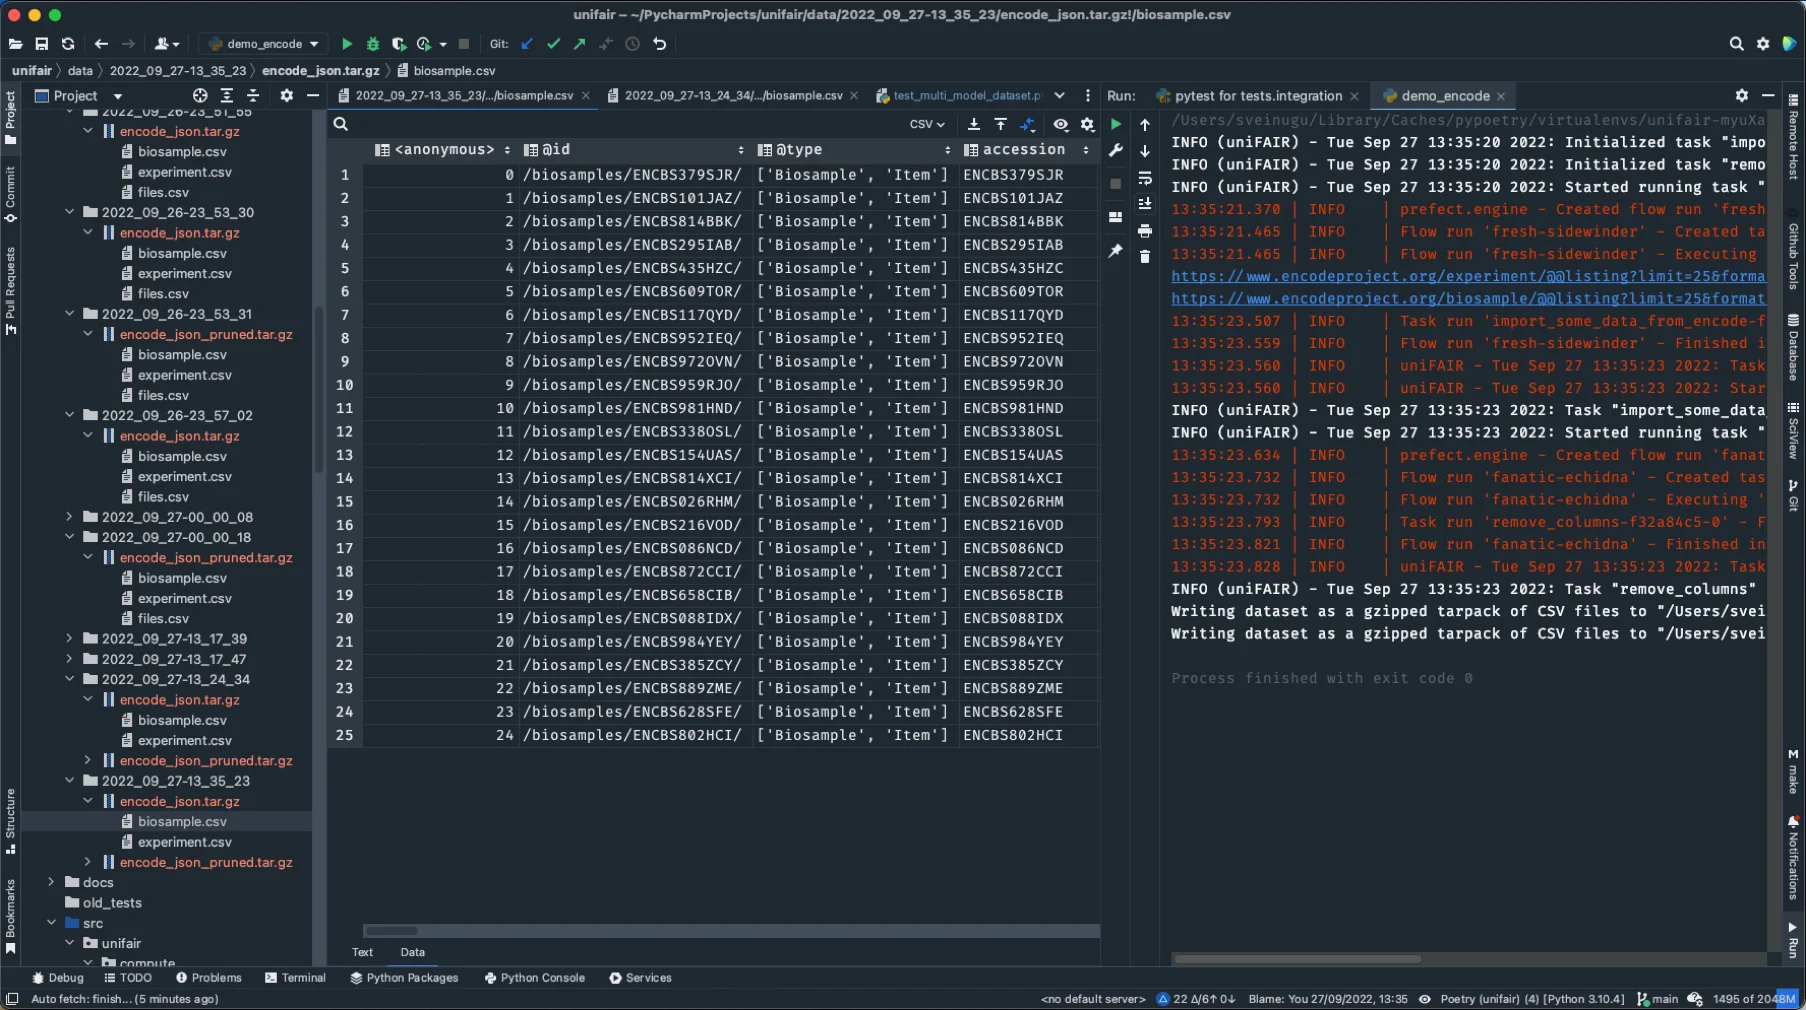 unifair – ~/PycharmProjects/unifair/data/2022_09_27-13_35_23/encode_json.tar.gz!/biosample.csv
demo_encode
Git:
unifair 〉 data 〉 2022_09_27-13_35_23 〉 encode_json.tar.gz 〉 biosample.csv
Project
2022_09_27-13_35_23/.../biosample.csv
2022_09_27-13_24_34/.../biosample.csv
test_multi_model_dataset.p
Run:
pytest for tests.integration
demo_encode
Project
Commit
Pull Requests
Structure
Bookmarks
2022_09_26-23_51_55
encode_json.tar.gz
biosample.csv
experiment.csv
files.csv
2022_09_26-23_53_30
encode_json.tar.gz
biosample.csv
experiment.csv
files.csv
2022_09_26-23_53_31
encode_json_pruned.tar.gz
biosample.csv
experiment.csv
files.csv
2022_09_26-23_57_02
encode_json.tar.gz
biosample.csv
experiment.csv
files.csv
2022_09_27-00_00_08
2022_09_27-00_00_18
encode_json_pruned.tar.gz
biosample.csv
experiment.csv
files.csv
2022_09_27-13_17_39
2022_09_27-13_17_47
2022_09_27-13_24_34
encode_json.tar.gz
biosample.csv
experiment.csv
encode_json_pruned.tar.gz
2022_09_27-13_35_23
encode_json.tar.gz
biosample.csv
experiment.csv
encode_json_pruned.tar.gz
docs
old_tests
src
unifair
compute
CSV
<anonymous> @id @type accession
1 0 /biosamples/ENCBS379SJR/ ['Biosample', 'Item'] ENCBS379SJR
2 1 /biosamples/ENCBS101JAZ/ ['Biosample', 'Item'] ENCBS101JAZ
3 2 /biosamples/ENCBS814BBK/ ['Biosample', 'Item'] ENCBS814BBK
4 3 /biosamples/ENCBS295IAB/ ['Biosample', 'Item'] ENCBS295IAB
5 4 /biosamples/ENCBS435HZC/ ['Biosample', 'Item'] ENCBS435HZC
6 5 /biosamples/ENCBS609TOR/ ['Biosample', 'Item'] ENCBS609TOR
7 6 /biosamples/ENCBS117QYD/ ['Biosample', 'Item'] ENCBS117QYD
8 7 /biosamples/ENCBS952IEQ/ ['Biosample', 'Item'] ENCBS952IEQ
9 8 /biosamples/ENCBS972OVN/ ['Biosample', 'Item'] ENCBS972OVN
10 9 /biosamples/ENCBS959RJO/ ['Biosample', 'Item'] ENCBS959RJO
11 10 /biosamples/ENCBS981HND/ ['Biosample', 'Item'] ENCBS981HND
12 11 /biosamples/ENCBS338OSL/ ['Biosample', 'Item'] ENCBS338OSL
13 12 /biosamples/ENCBS154UAS/ ['Biosample', 'Item'] ENCBS154UAS
14 13 /biosamples/ENCBS814XCI/ ['Biosample', 'Item'] ENCBS814XCI
15 14 /biosamples/ENCBS026RHM/ ['Biosample', 'Item'] ENCBS026RHM
16 15 /biosamples/ENCBS216VOD/ ['Biosample', 'Item'] ENCBS216VOD
17 16 /biosamples/ENCBS086NCD/ ['Biosample', 'Item'] ENCBS086NCD
18 17 /biosamples/ENCBS872CCI/ ['Biosample', 'Item'] ENCBS872CCI
19 18 /biosamples/ENCBS658CIB/ ['Biosample', 'Item'] ENCBS658CIB
20 19 /biosamples/ENCBS088IDX/ ['Biosample', 'Item'] ENCBS088IDX
21 20 /biosamples/ENCBS984YEY/ ['Biosample', 'Item'] ENCBS984YEY
22 21 /biosamples/ENCBS385ZCY/ ['Biosample', 'Item'] ENCBS385ZCY
23 22 /biosamples/ENCBS889ZME/ ['Biosample', 'Item'] ENCBS889ZME
24 23 /biosamples/ENCBS628SFE/ ['Biosample', 'Item'] ENCBS628SFE
25 24 /biosamples/ENCBS802HCI/ ['Biosample', 'Item'] ENCBS802HCI
Text Data
/Users/sveinugu/Library/Caches/pypoetry/virtualenvs/unifair-myuXa
INFO (uniFAIR) - Tue Sep 27 13:35:20 2022: Initialized task "impo
INFO (uniFAIR) - Tue Sep 27 13:35:20 2022: Initialized task "remo
INFO (uniFAIR) - Tue Sep 27 13:35:20 2022: Started running task "
13:35:21.370 | INFO | prefect.engine - Created flow run 'fresh
13:35:21.465 | INFO | Flow run 'fresh-sidewinder' - Created ta
13:35:21.465 | INFO | Flow run 'fresh-sidewinder' - Executing
https://www.encodeproject.org/experiment/@@listing?limit=25&forma
https://www.encodeproject.org/biosample/@@listing?limit=25&format
13:35:23.507 | INFO | Task run 'import_some_data_from_encode-f
13:35:23.559 | INFO | Flow run 'fresh-sidewinder' - Finished i
13:35:23.560 | INFO | uniFAIR - Tue Sep 27 13:35:23 2022: Task
13:35:23.560 | INFO | uniFAIR - Tue Sep 27 13:35:23 2022: Star
INFO (uniFAIR) - Tue Sep 27 13:35:23 2022: Task "import_some_data_
INFO (uniFAIR) - Tue Sep 27 13:35:23 2022: Started running task "
13:35:23.634 | INFO | prefect.engine - Created flow run 'fanat
13:35:23.732 | INFO | Flow run 'fanatic-echidna' - Created tas
13:35:23.732 | INFO | Flow run 'fanatic-echidna' - Executing '
13:35:23.793 | INFO | Task run 'remove_columns-f32a84c5-0' - F
13:35:23.821 | INFO | Flow run 'fanatic-echidna' - Finished in
13:35:23.828 | INFO | uniFAIR - Tue Sep 27 13:35:23 2022: Task
INFO (uniFAIR) - Tue Sep 27 13:35:23 2022: Task "remove_columns"
Writing dataset as a gzipped tarpack of CSV files to "/Users/svei
Writing dataset as a gzipped tarpack of CSV files to "/Users/svei
Process finished with exit code 0
Remote Host
Github Tools
Database
SciView
Git
M make
Notifications
Run
Debug TODO Problems Terminal Python Packages Python Console Services
Auto fetch: finish... (5 minutes ago)
<no default server> 22 Δ/6↑ 0↓ Blame: You 27/09/2022, 13:35 Poetry (unifair) (4) [Python 3.10.4] main 1495 of 2048M